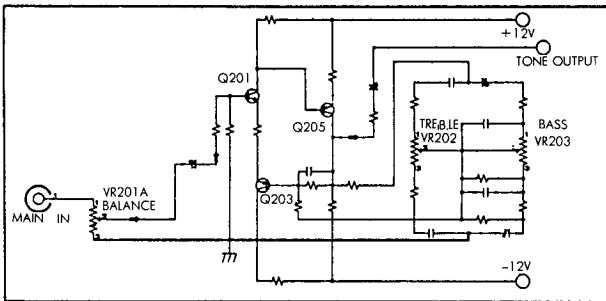 +12V
TONE OUTPUT
Q201
Q205
TREBLE
VR202
BASS
VR203
VR201A
BALANCE
MAIN IN
Q203
-12V